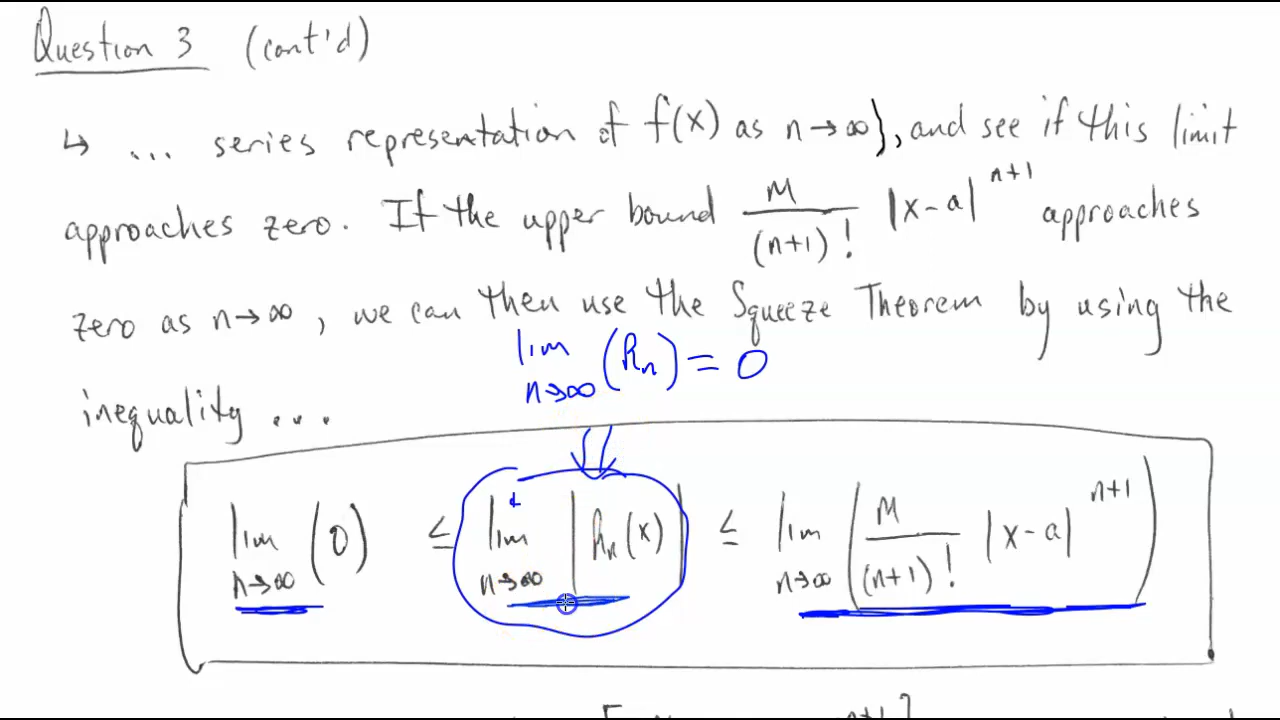 Question 3 (cont'd)
↳ ... series representation of f(x) as n→∞), and see if this limit
approaches zero. If the upper bound M/(n+1)! |x-a|^(n+1) approaches
zero as n→∞, we can then use the Squeeze Theorem by using the
lim n→∞ (Rn) = 0
inequality ...
lim n→∞ (0) ≤ lim n→∞ |Rn(x)| ≤ lim n→∞ (M/(n+1)! |x-a|^(n+1))